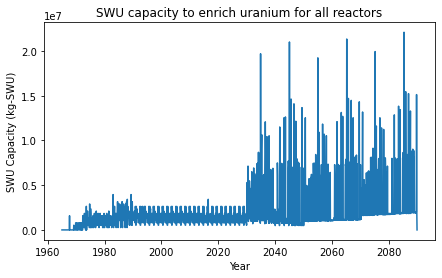 SWU capacity to enrich uranium for all reactors
1e7
SWU Capacity (kg-SWU)
2.0
1.5
1.0
0.5
0.0
1960 1980 2000 2020 2040 2060 2080
Year